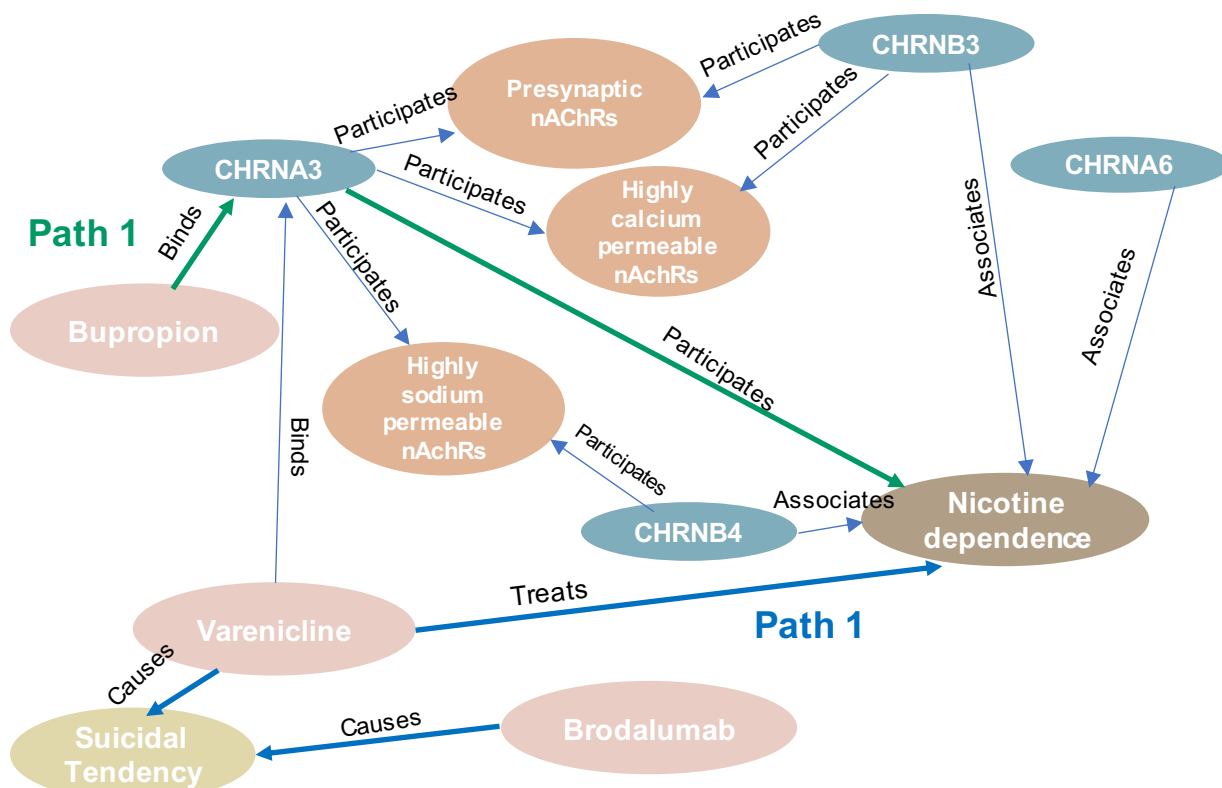 Participates
CHRNB3
Presynaptic
nAChRs
Participates
Participates
CHRNA3
Participates
CHRNA6
Highly
calcium
permeable
nAchRs
Path 1
Binds
Participates
Associates
Associates
Bupropion
Participates
Highly
sodium
permeable
nAchRs
Binds
Participates
Associates
CHRNB4
Nicotine
dependence
Treats
Path 1
Varenicline
Causes
Causes
Suicidal
Tendency
Brodalumab